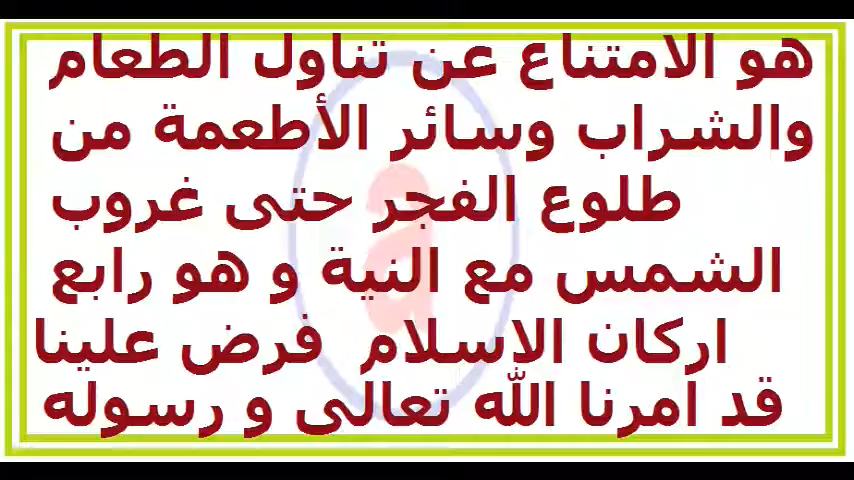 هو الامتناع عن تناول الطعام
والشراب وسائر الأطعمة من
طلوع الفجر حتى غروب
الشمس مع النية و هو رابع
اركان الاسلام فرض علينا
قد امرنا الله تعالى و رسوله
a